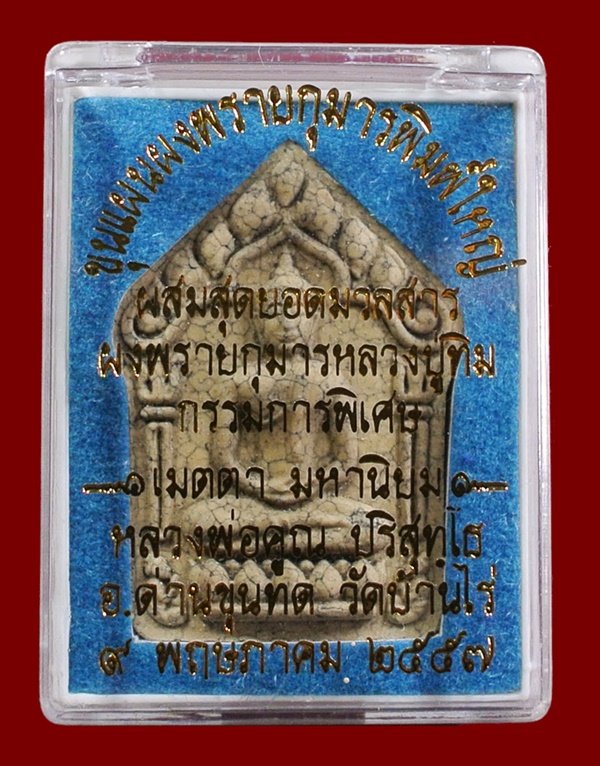 ขุนแผนผงพรายกุมารพิมพ์ใหญ่
ผสมสุดยอดมวลสาร
ผงพรายกุมารหลวงปู่ทิม
กรรมการพิเศษ
เมตตา มหานิยม
หลวงพ่อคูณ ปริสุทฺโธ
อ.ด่านขุนทด วัดบ้านไร่
๙ พฤษภาคม ๒๕๕๗